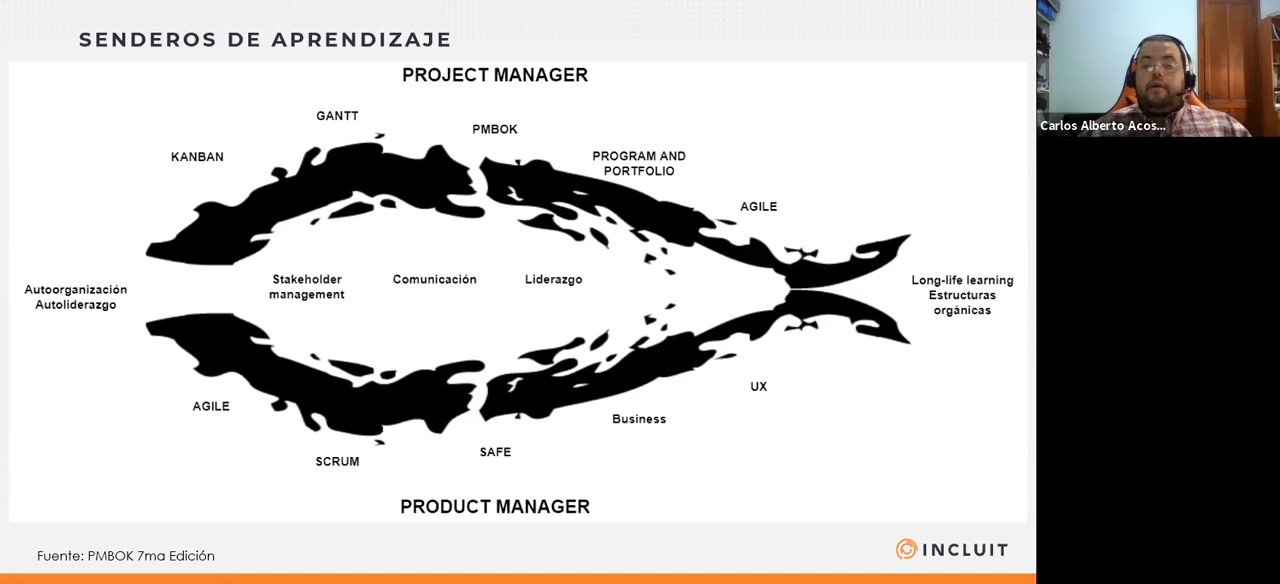 SENDEROS DE APRENDIZAJE
PROJECT MANAGER
GANTT
PMBOK
KANBAN
PROGRAM AND
PORTFOLIO
AGILE
Carlos Alberto Acos...
Autoorganización
Autoliderazgo
Stakeholder
management
Comunicación
Liderazgo
Long-life learning
Estructuras
orgánicas
AGILE
SCRUM
SAFE
Business
UX
PRODUCT MANAGER
Fuente: PMBOK 7ma Edición
INCLUIT